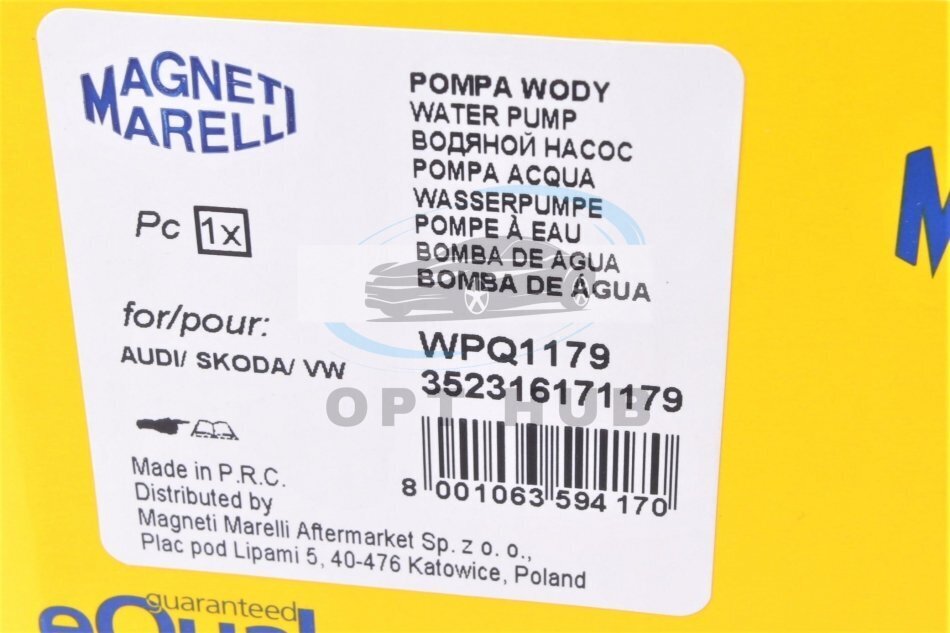 MAGNETI
MARELLI
Pc 1x
for/pour:
AUDI/ SKODA/ VW
POMPA WODY
WATER PUMP
ВОДЯНОЙ НАСОС
POMPA ACQUA
WASSERPUMPE
POMPE À EAU
BOMBA DE AGUA
BOMBA DE ÁGUA
WPQ1179
352316171179
OPT HUB
8 001063 594170
Made in P.R.C.
Distributed by
Magneti Marelli Aftermarket Sp. z o. o.,
Plac pod Lipami 5, 40-476 Katowice, Poland
guaranteed
eQual
M